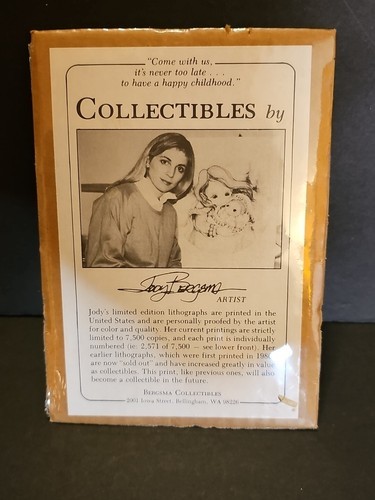 "Come with us,
it's never too late . . .
to have a happy childhood."
COLLECTIBLES by
Jody Bergsma
ARTIST
Jody's limited edition lithographs are printed in the
United States and are personally proofed by the artist
for color and quality. Her current printings are strictly
limited to 7,500 copies, and each print is individually
numbered (ie: 2,571 of 7,500 – see lower front). Her
earlier lithographs, which were first printed in
are now "sold out" and have increased greatly in value
as collectibles. This print, like previous ones, will also
become a collectible in the future.
BERGSMA COLLECTIBLES
Iowa Street, Bellingham, WA 98226